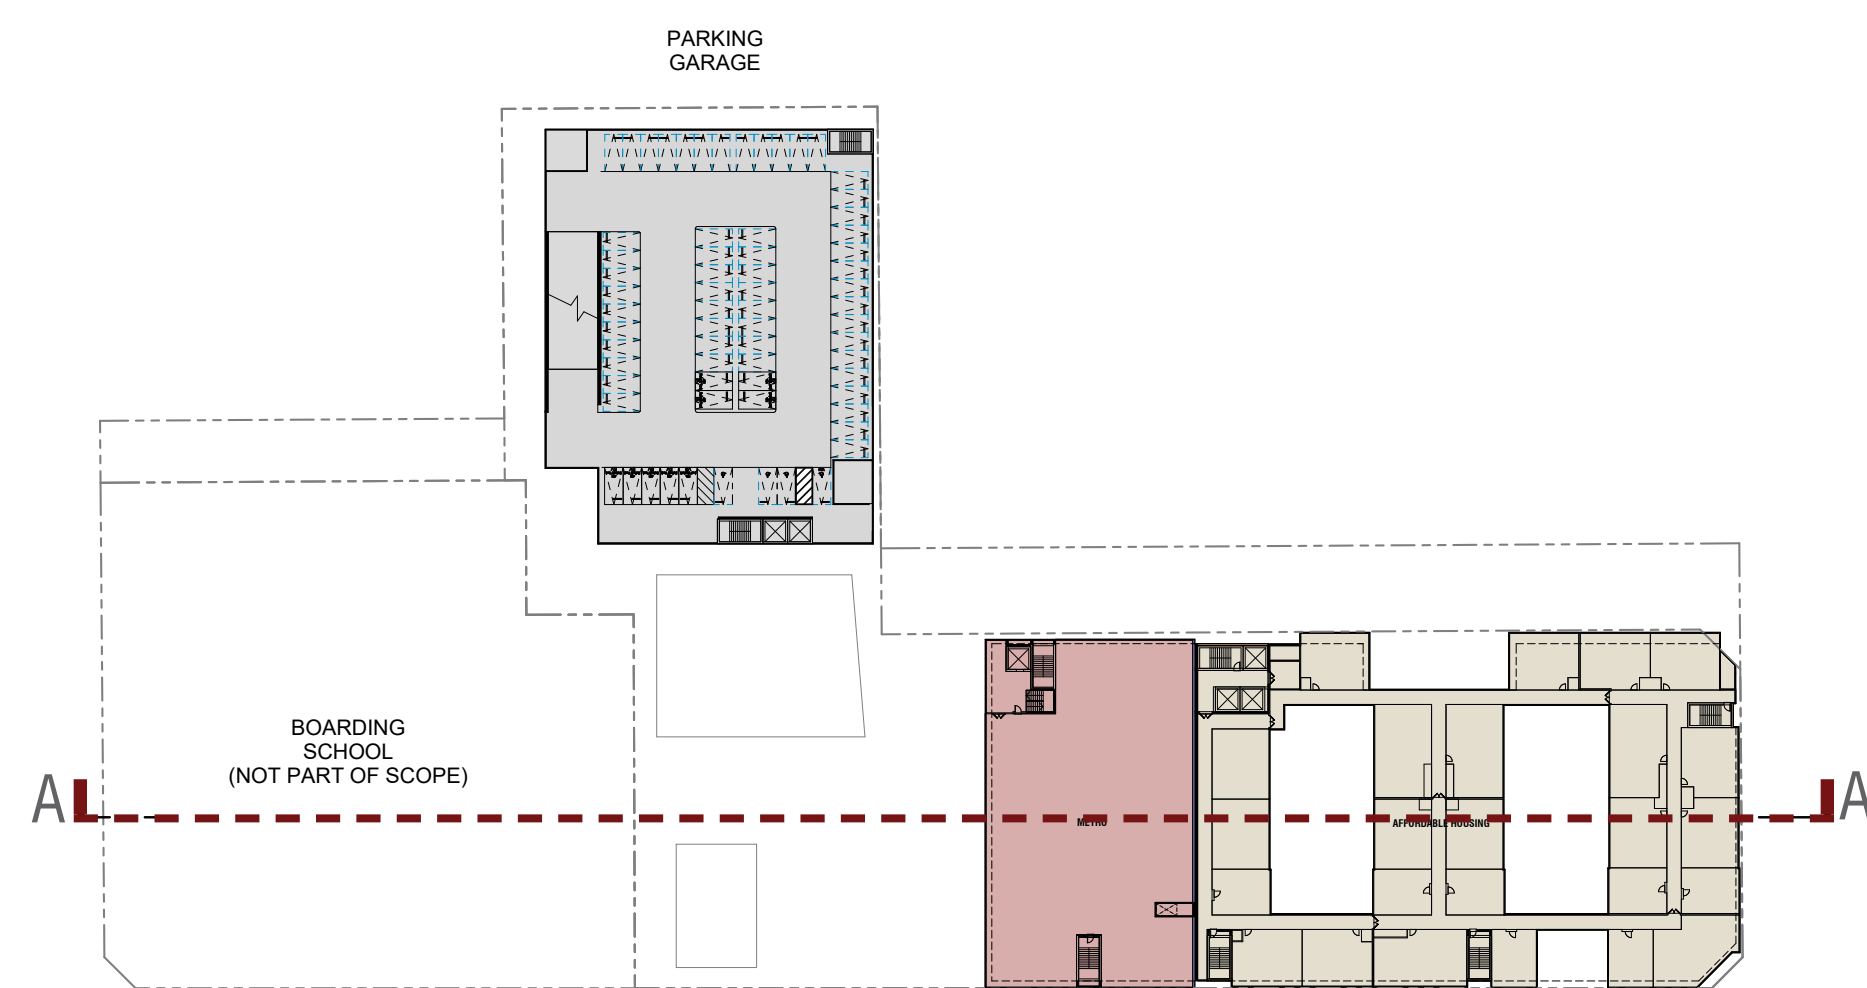 PARKING
GARAGE
BOARDING
SCHOOL
(NOT PART OF SCOPE)
A
A
METRO
AFFORDABLE HOUSING